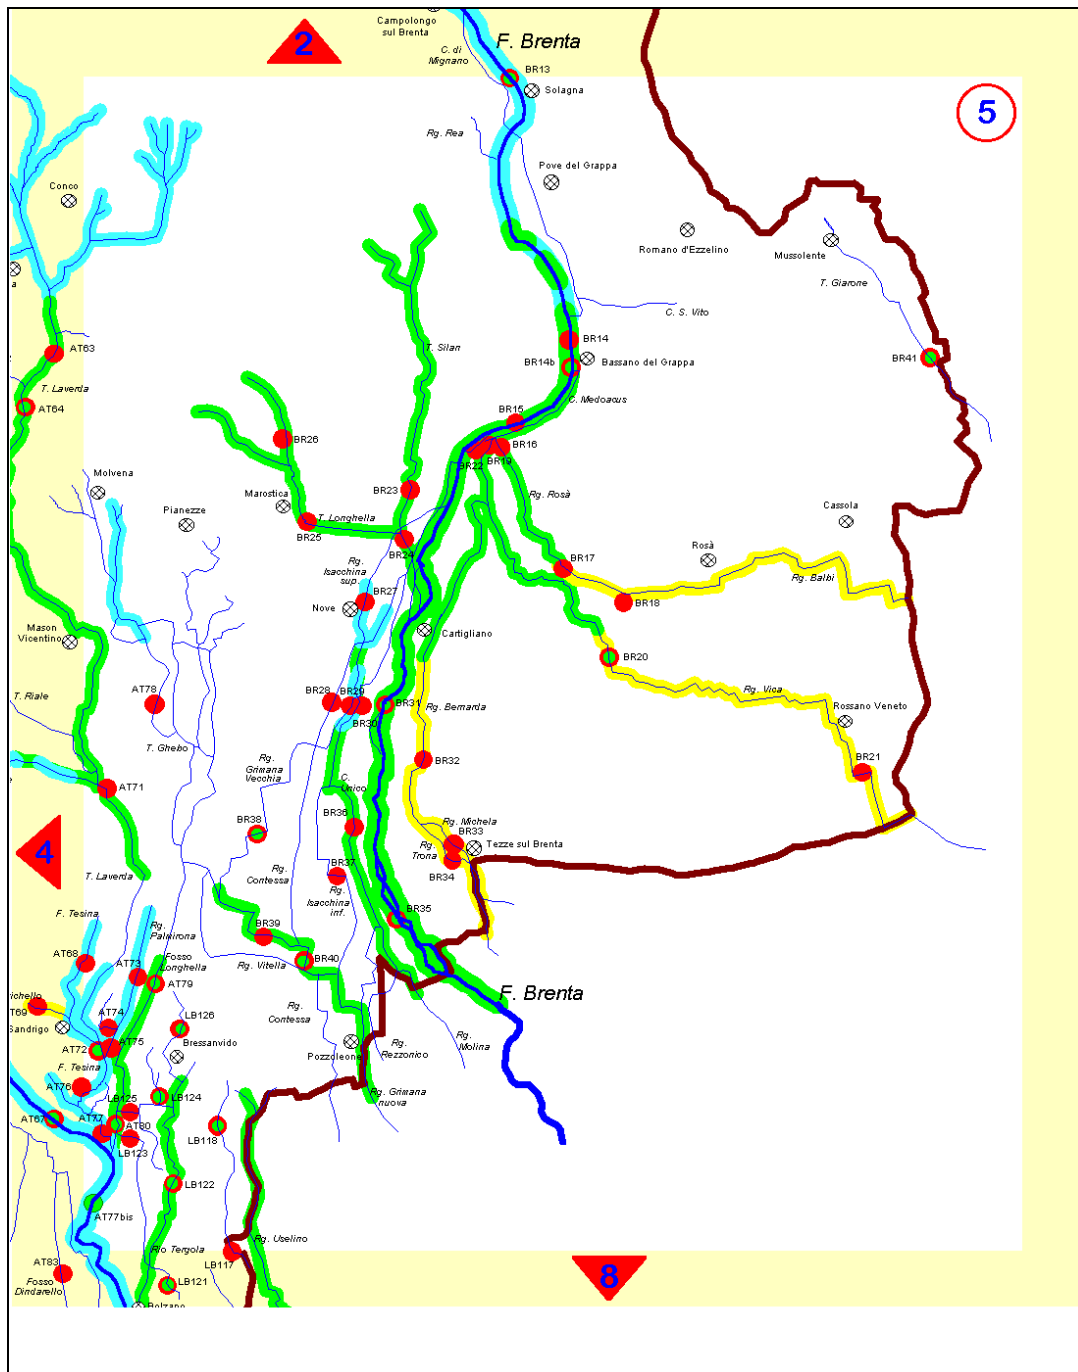 Campolongo
sul Brenta
F. Brenta
2
C. di
Mignano
BR13
Solagna
5
Rg. Rea
Pove del Grappa
Conco
Romano d'Ezzelino
Mussolente
T. Giarone
C. S. Vito
AT63
T. Silan
BR14
BR14b
Bassano del Grappa
BR41
T. Laverda
AT64
C. Medoacus
BR15
BR26
BR16
BR19
BR22
Molvena
Marostica
BR23
Rg. Rosà
Pianezze
T. Longhella
BR25
BR24
Cassola
Rosà
Rg.
Isacchina
sup.
BR17
Rg. Balbi
BR27
BR18
Nove
Mason
Vicentino
Cartigliano
BR20
T. Riale
AT78
BR28
BR29
BR31
BR30
Rg. Bernarda
Rg. Vica
Rossano Veneto
T. Ghebo
Rg.
Grimana
Vecchia
BR32
BR21
C.
Unico
AT71
BR38
BR36
Rg. Michela
BR33
Rg.
Trona
Tezze sul Brenta
BR34
4
T. Laverda
Rg.
Contessa
BR37
Rg.
Isacchina
inf.
F. Tesina
Rg.
Palmirona
BR35
BR39
AT68
Fosso
Longhella
AT73
Rg. Vitella
BR40
AT79
F. Brenta
AT69
Sandrigo
AT74
LB126
Rg.
Contessa
AT75
Bressanvido
AT72
Pozzoleone
Rg.
Rezzonico
Rg.
Molina
F. Tesina
AT76
LB124
Rg. Grimana
nuova
LB125
AT67
AT77
AT80
LB118
LB123
LB122
AT77bis
Rg. Uselino
Rio Tergola
AT83
LB117
Fosso
Dindarello
LB121
8
Bolzano